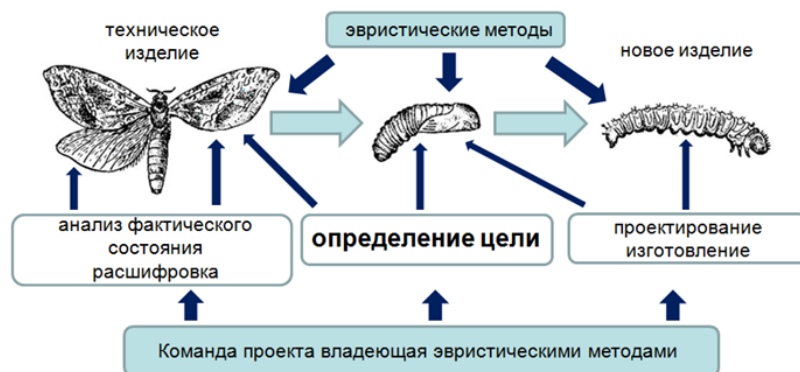 техническое
изделие
эвристические методы
новое изделие
анализ фактического
состояния
расшифровка
определение цели
проектирование
изготовление
Команда проекта владеющая эвристическими методами